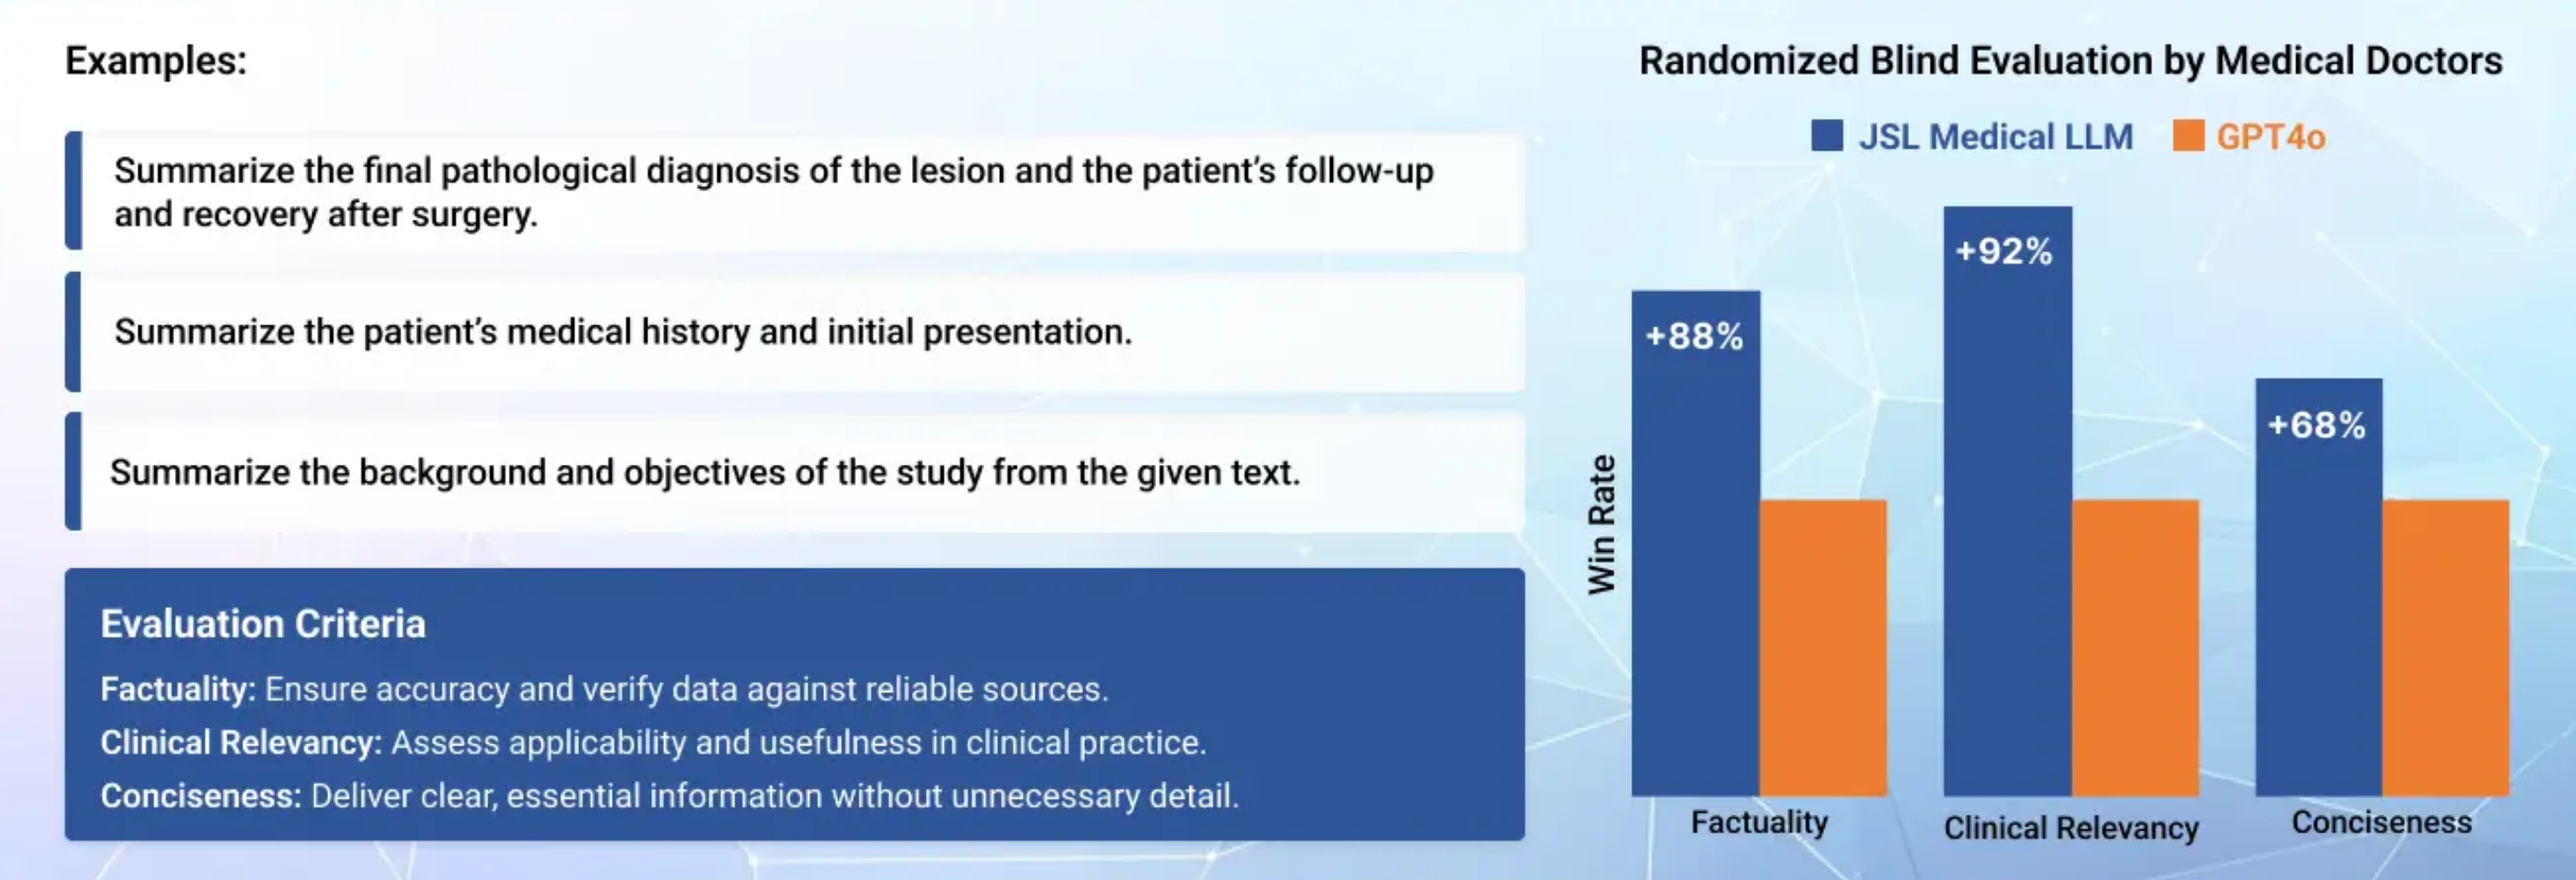 Examples:
Summarize the final pathological diagnosis of the lesion and the patient’s follow-up
and recovery after surgery.
Summarize the patient’s medical history and initial presentation.
Summarize the background and objectives of the study from the given text.
Evaluation Criteria
Factuality: Ensure accuracy and verify data against reliable sources.
Clinical Relevancy: Assess applicability and usefulness in clinical practice.
Conciseness: Deliver clear, essential information without unnecessary detail.
Randomized Blind Evaluation by Medical Doctors
JSL Medical LLM GPT4o
Win Rate
+88%
+92%
+68%
Factuality
Clinical Relevancy
Conciseness